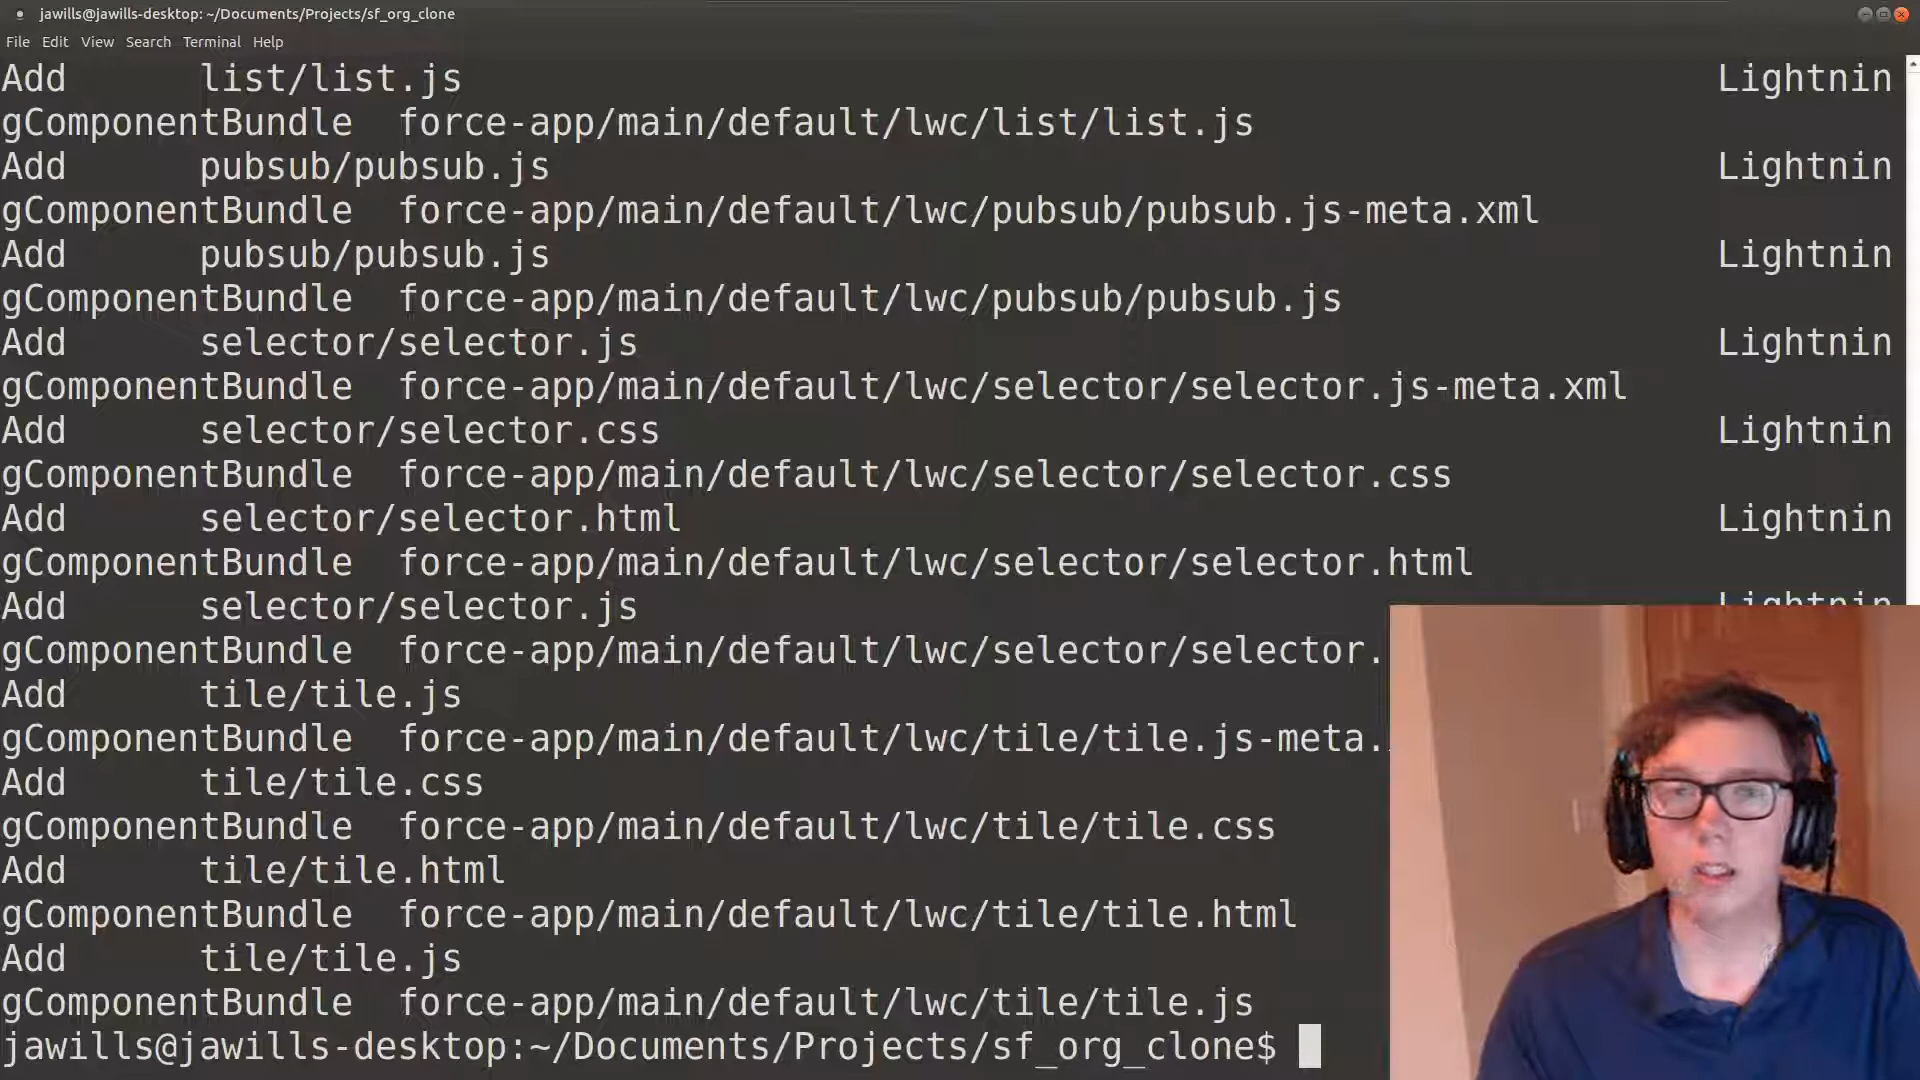 jawills@jawills-desktop: ~/Documents/Projects/sf_org_clone
File Edit View Search Terminal Help
Add list/list.js Lightnin
gComponentBundle force-app/main/default/lwc/list/list.js
Add pubsub/pubsub.js Lightnin
gComponentBundle force-app/main/default/lwc/pubsub/pubsub.js-meta.xml
Add pubsub/pubsub.js Lightnin
gComponentBundle force-app/main/default/lwc/pubsub/pubsub.js
Add selector/selector.js Lightnin
gComponentBundle force-app/main/default/lwc/selector/selector.js-meta.xml
Add selector/selector.css Lightnin
gComponentBundle force-app/main/default/lwc/selector/selector.css
Add selector/selector.html Lightnin
gComponentBundle force-app/main/default/lwc/selector/selector.html
Add selector/selector.js Lightnin
gComponentBundle force-app/main/default/lwc/selector/selector.
Add tile/tile.js
gComponentBundle force-app/main/default/lwc/tile/tile.js-meta.
Add tile/tile.css
gComponentBundle force-app/main/default/lwc/tile/tile.css
Add tile/tile.html
gComponentBundle force-app/main/default/lwc/tile/tile.html
Add tile/tile.js
gComponentBundle force-app/main/default/lwc/tile/tile.js
jawills@jawills-desktop:~/Documents/Projects/sf_org_clone$